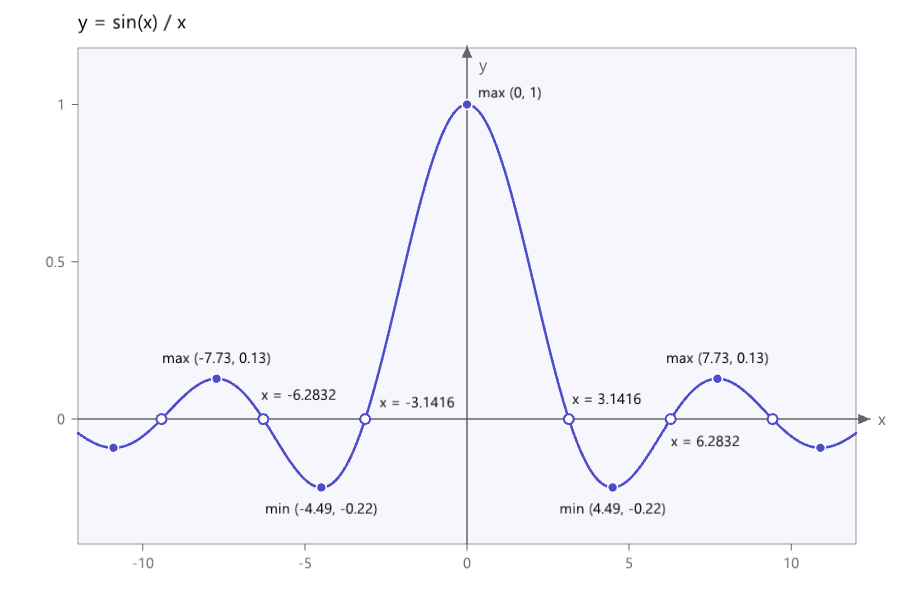 y = sin(x) / x
y
max (0, 1)
1
0.5
max (-7.73, 0.13)
max (7.73, 0.13)
x = -6.2832
x = -3.1416
x = 3.1416
0
x
x = 6.2832
min (-4.49, -0.22)
min (4.49, -0.22)
-10
-5
0
5
10